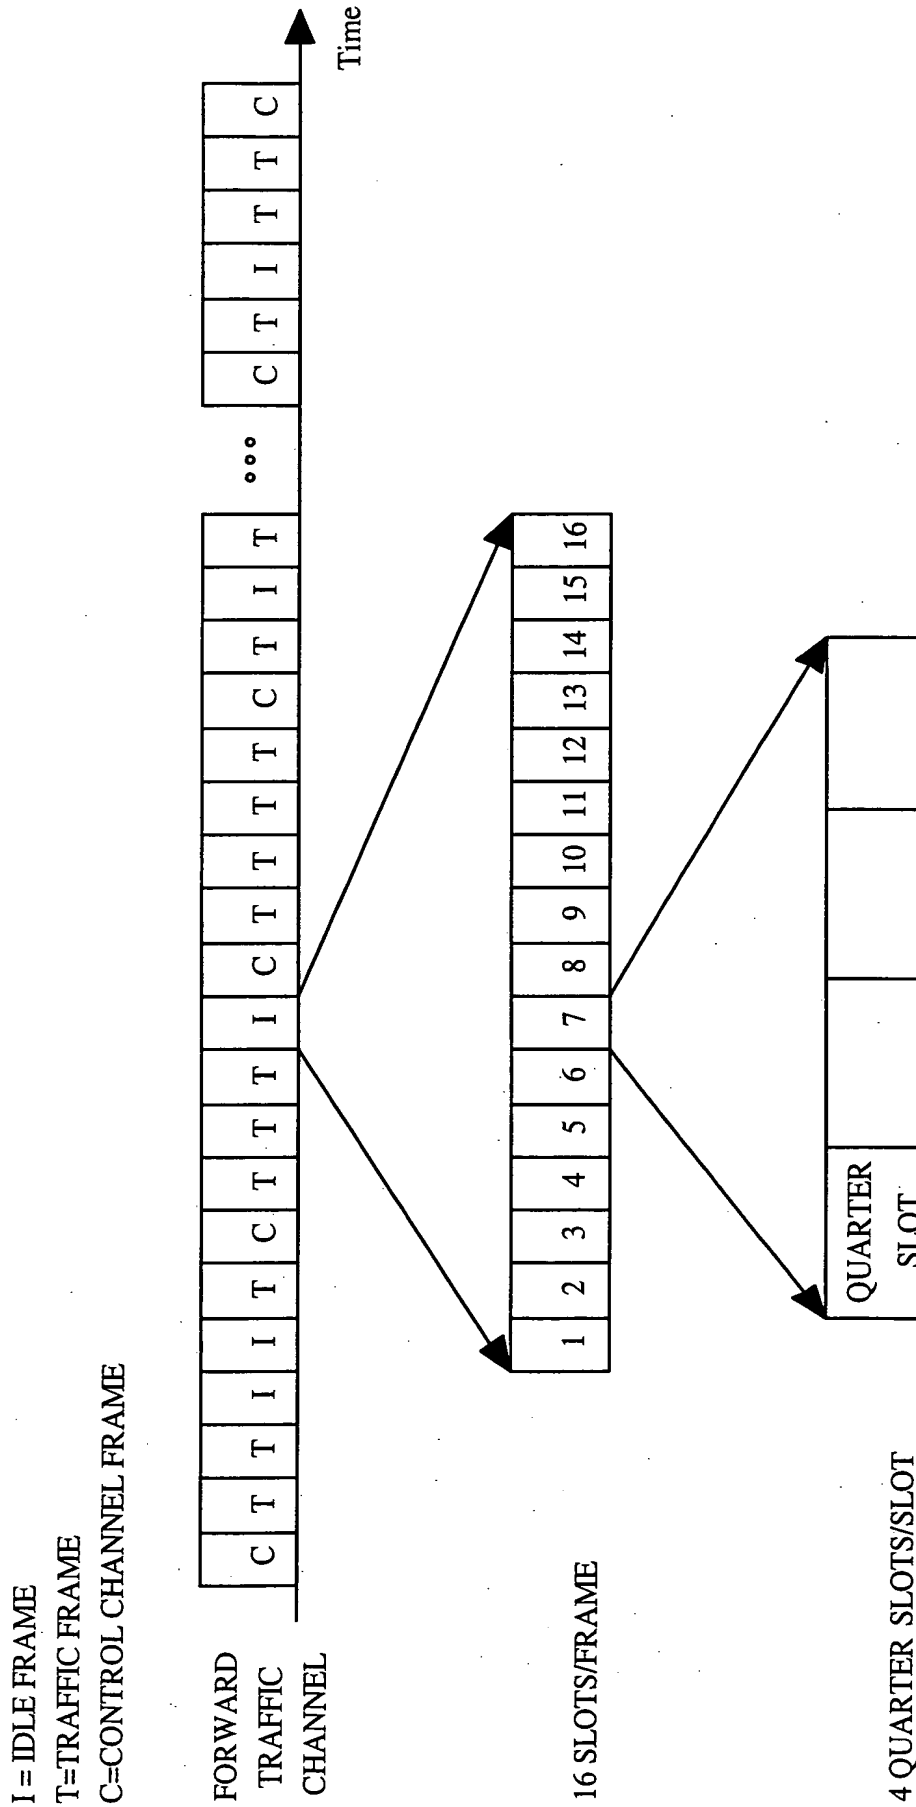 I = IDLE FRAME
T=TRAFFIC FRAME
C=CONTROL CHANNEL FRAME
FORWARD
TRAFFIC
CHANNEL
C T T I I T C T T T I C T T T T C T I T °°° C T I T T C
Time
16 SLOTS/FRAME
1 2 3 4 5 6 7 8 9 10 11 12 13 14 15 16
4 QUARTER SLOTS/SLOT
QUARTER
SLOT